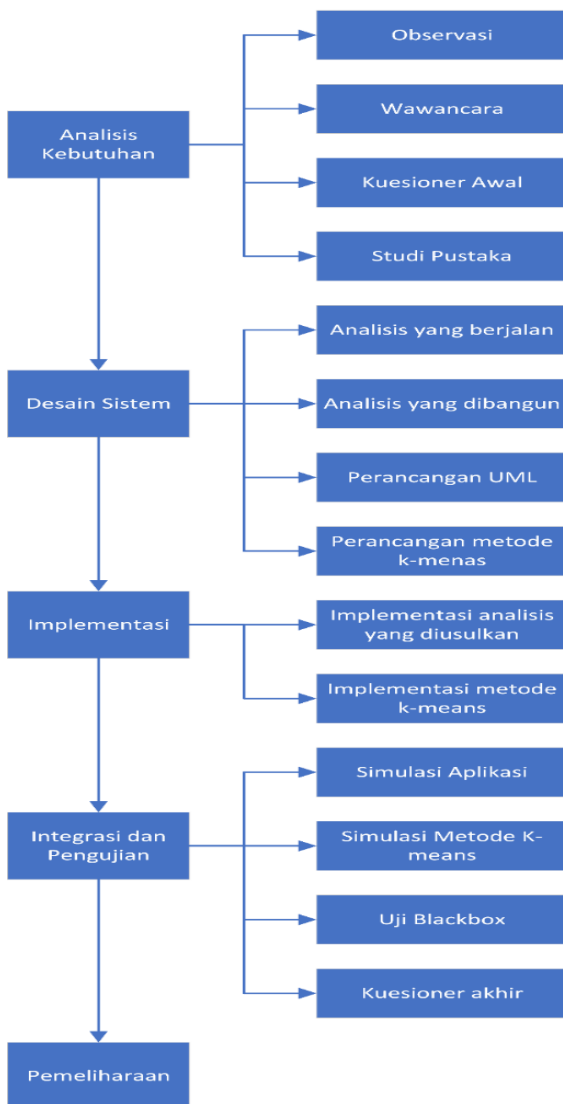 Analisis
Kebutuhan
Observasi
Wawancara
Kuesioner Awal
Studi Pustaka
Desain Sistem
Analisis yang berjalan
Analisis yang dibangun
Perancangan UML
Perancangan metode
k-menas
Implementasi
Implementasi analisis
yang diusulkan
Implementasi metode
k-means
Integrasi dan
Pengujian
Simulasi Aplikasi
Simulasi Metode K-
means
Uji Blackbox
Kuesioner akhir
Pemeliharaan